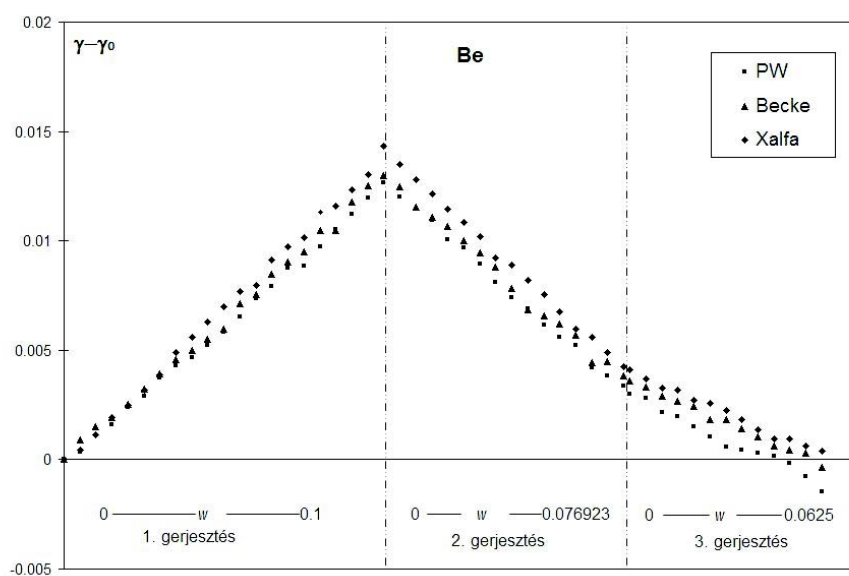 0.02
γ–γ₀
Be
PW
Becke
Xalfa
0.015
0.01
0.005
0
0 w 0.1
0 w 0.076923
0 w 0.0625
1. gerjesztés
2. gerjesztés
3. gerjesztés
-0.005